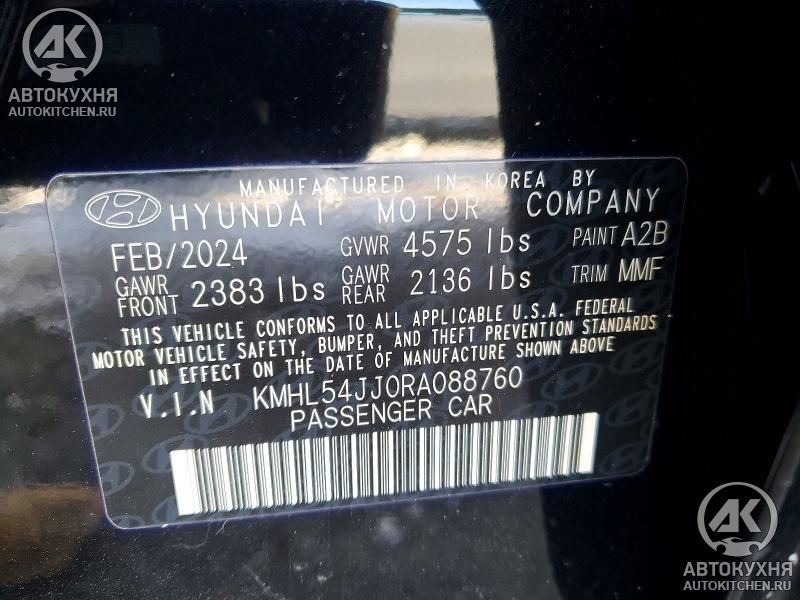 АК
АВТОКУХНЯ
AUTOKITCHEN.RU
MANUFACTURED IN KOREA BY
HYUNDAI MOTOR COMPANY
FEB/2024 GVWR 4575 lbs PAINT A2B
GAWR FRONT 2383 lbs GAWR REAR 2136 lbs TRIM MMF
THIS VEHICLE CONFORMS TO ALL APPLICABLE U.S.A. FEDERAL
MOTOR VEHICLE SAFETY, BUMPER, AND THEFT PREVENTION STANDARDS
IN EFFECT ON THE DATE OF MANUFACTURE SHOWN ABOVE
V.I.N KMHL54JJ0RA088760
PASSENGER CAR
АК
АВТОКУХНЯ
AUTOKITCHEN.RU